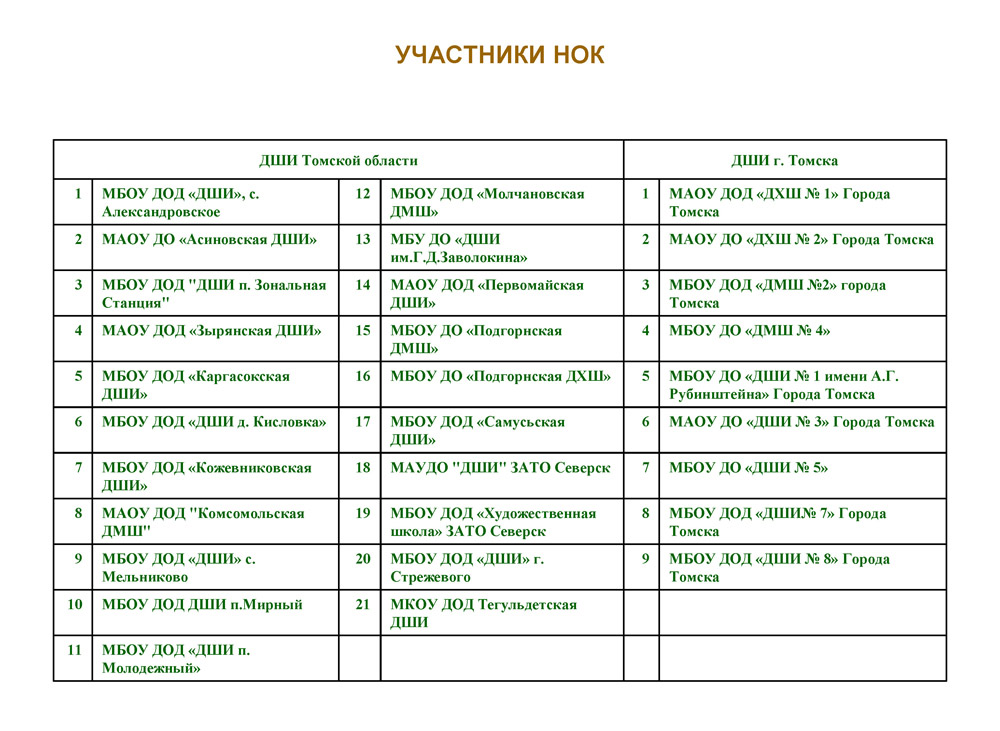 УЧАСТНИКИ НОК
ДШИ Томской области
ДШИ г. Томска
1 МБОУ ДОД «ДШИ», с.
Александровское
12 МБОУ ДОД «Молчановская
ДМШ»
1 МАОУ ДОД «ДХШ № 1» Города
Томска
2 МАОУ ДО «Асиновская ДШИ»
13 МБУ ДО «ДШИ
им.Г.Д.Заволокина»
2 МАОУ ДО «ДХШ № 2» Города Томска
3 МБОУ ДОД "ДШИ п. Зональная
Станция"
14 МАОУ ДОД «Первомайская
ДШИ»
3 МБОУ ДОД «ДМШ №2» города
Томска
4 МАОУ ДОД «Зырянская ДШИ»
15 МБОУ ДО «Подгорнская
ДМШ»
4 МБОУ ДО «ДМШ № 4»
5 МБОУ ДОД «Каргасокская
ДШИ»
16 МБОУ ДО «Подгорнская ДХШ»
5 МБОУ ДО «ДШИ № 1 имени А.Г.
Рубинштейна» Города Томска
6 МБОУ ДОД «ДШИ д. Кисловка»
17 МБОУ ДОД «Самусьская
ДШИ»
6 МАОУ ДО «ДШИ № 3» Города Томска
7 МБОУ ДОД «Кожевниковская
ДШИ»
18 МАУДО "ДШИ" ЗАТО Северск
7 МБОУ ДО «ДШИ № 5»
8 МАОУ ДОД "Комсомольская
ДМШ"
19 МБОУ ДОД «Художественная
школа» ЗАТО Северск
8 МБОУ ДОД «ДШИ№ 7» Города
Томска
9 МБОУ ДОД «ДШИ» с.
Мельниково
20 МБОУ ДОД «ДШИ» г.
Стрежевого
9 МБОУ ДОД «ДШИ № 8» Города
Томска
10 МБОУ ДОД ДШИ п.Мирный
21 МКОУ ДОД Тегульдетская
ДШИ
11 МБОУ ДОД «ДШИ п.
Молодежный»